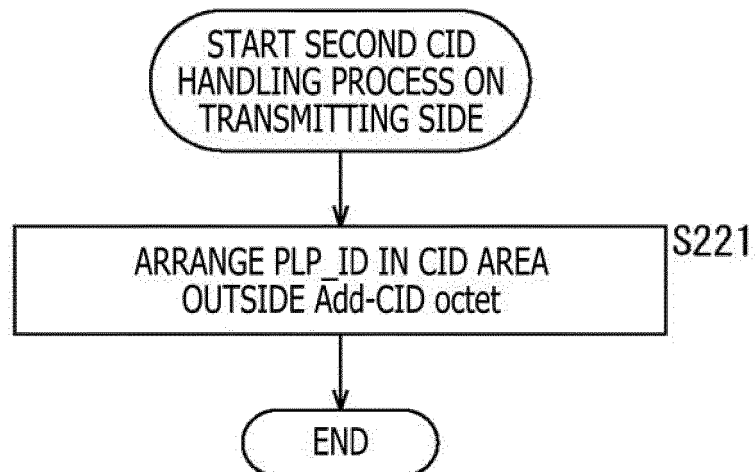 START SECOND CID
HANDLING PROCESS ON
TRANSMITTING SIDE
S221
ARRANGE PLP_ID IN CID AREA
OUTSIDE Add-CID octet
END